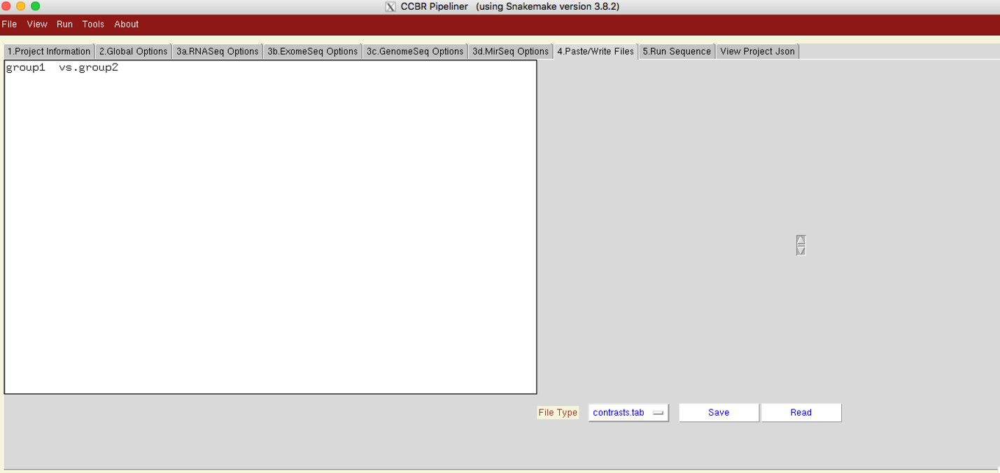 X CCBR Pipeliner (using Snakemake version 3.8.2)
File View Run Tools About
1.Project Information 2.Global Options 3a.RNASeq Options 3b.ExomeSeq Options 3c.GenomeSeq Options 3d.MirSeq Options 4.Paste/Write Files 5.Run Sequence View Project Json
group1 vs.group2
File Type contrasts.tab Save Read